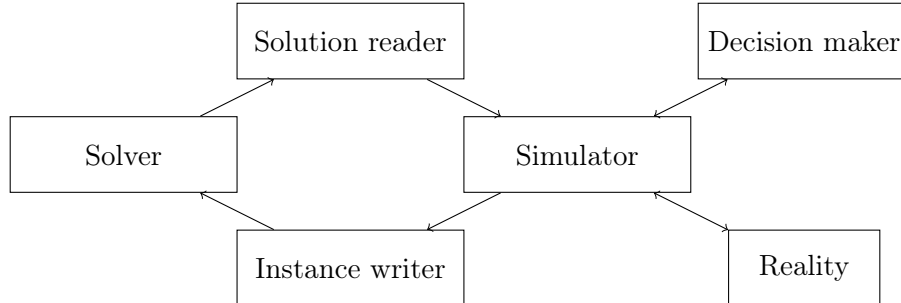 Solution reader
Decision maker
Solver
Simulator
Instance writer
Reality